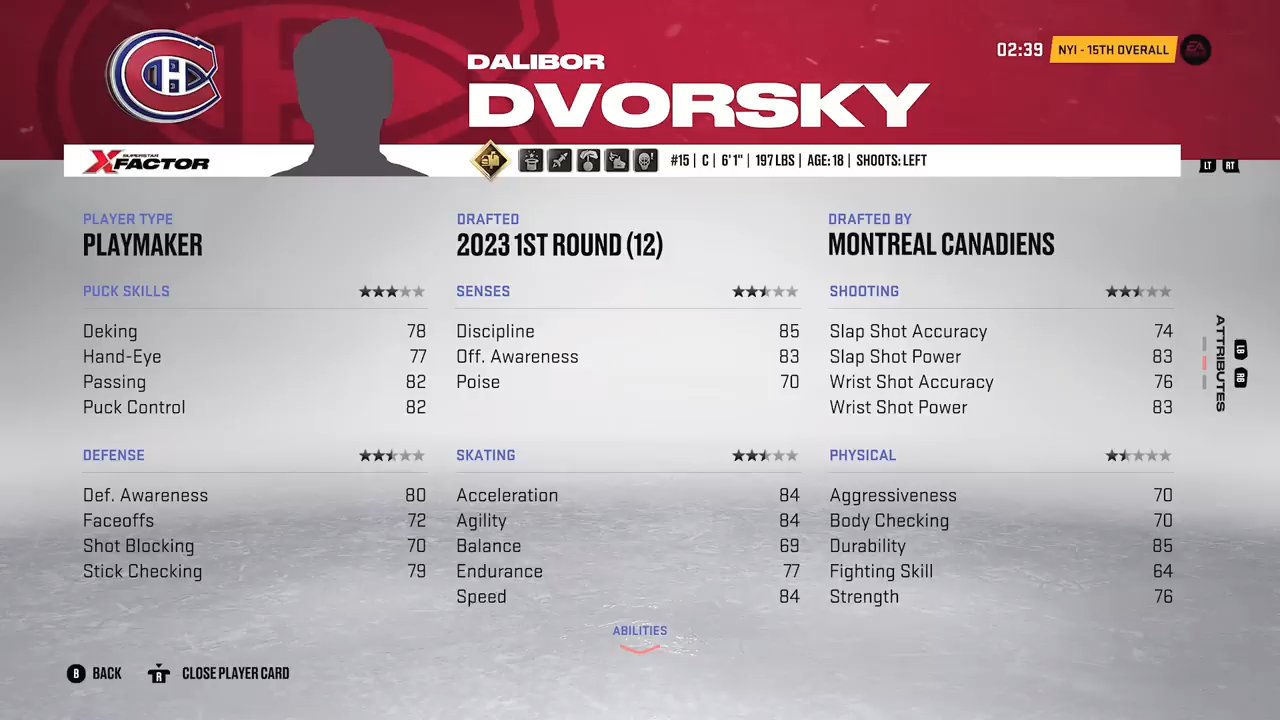 DALIBOR
DVORSKY
02:39 NYI - 15TH OVERALL EA
SUPERSTAR
XFACTOR
#15 | C | 6'1" | 197 LBS | AGE: 18 | SHOOTS: LEFT
LT RT
PLAYER TYPE
PLAYMAKER
DRAFTED
2023 1ST ROUND (12)
DRAFTED BY
MONTREAL CANADIENS
PUCK SKILLS
Deking 78
Hand-Eye 77
Passing 82
Puck Control 82
SENSES
Discipline 85
Off. Awareness 83
Poise 70
SHOOTING
Slap Shot Accuracy 74
Slap Shot Power 83
Wrist Shot Accuracy 76
Wrist Shot Power 83
DEFENSE
Def. Awareness 80
Faceoffs 72
Shot Blocking 70
Stick Checking 79
SKATING
Acceleration 84
Agility 84
Balance 69
Endurance 77
Speed 84
PHYSICAL
Aggressiveness 70
Body Checking 70
Durability 85
Fighting Skill 64
Strength 76
ATTRIBUTES
LB
RB
ABILITIES
B BACK R CLOSE PLAYER CARD